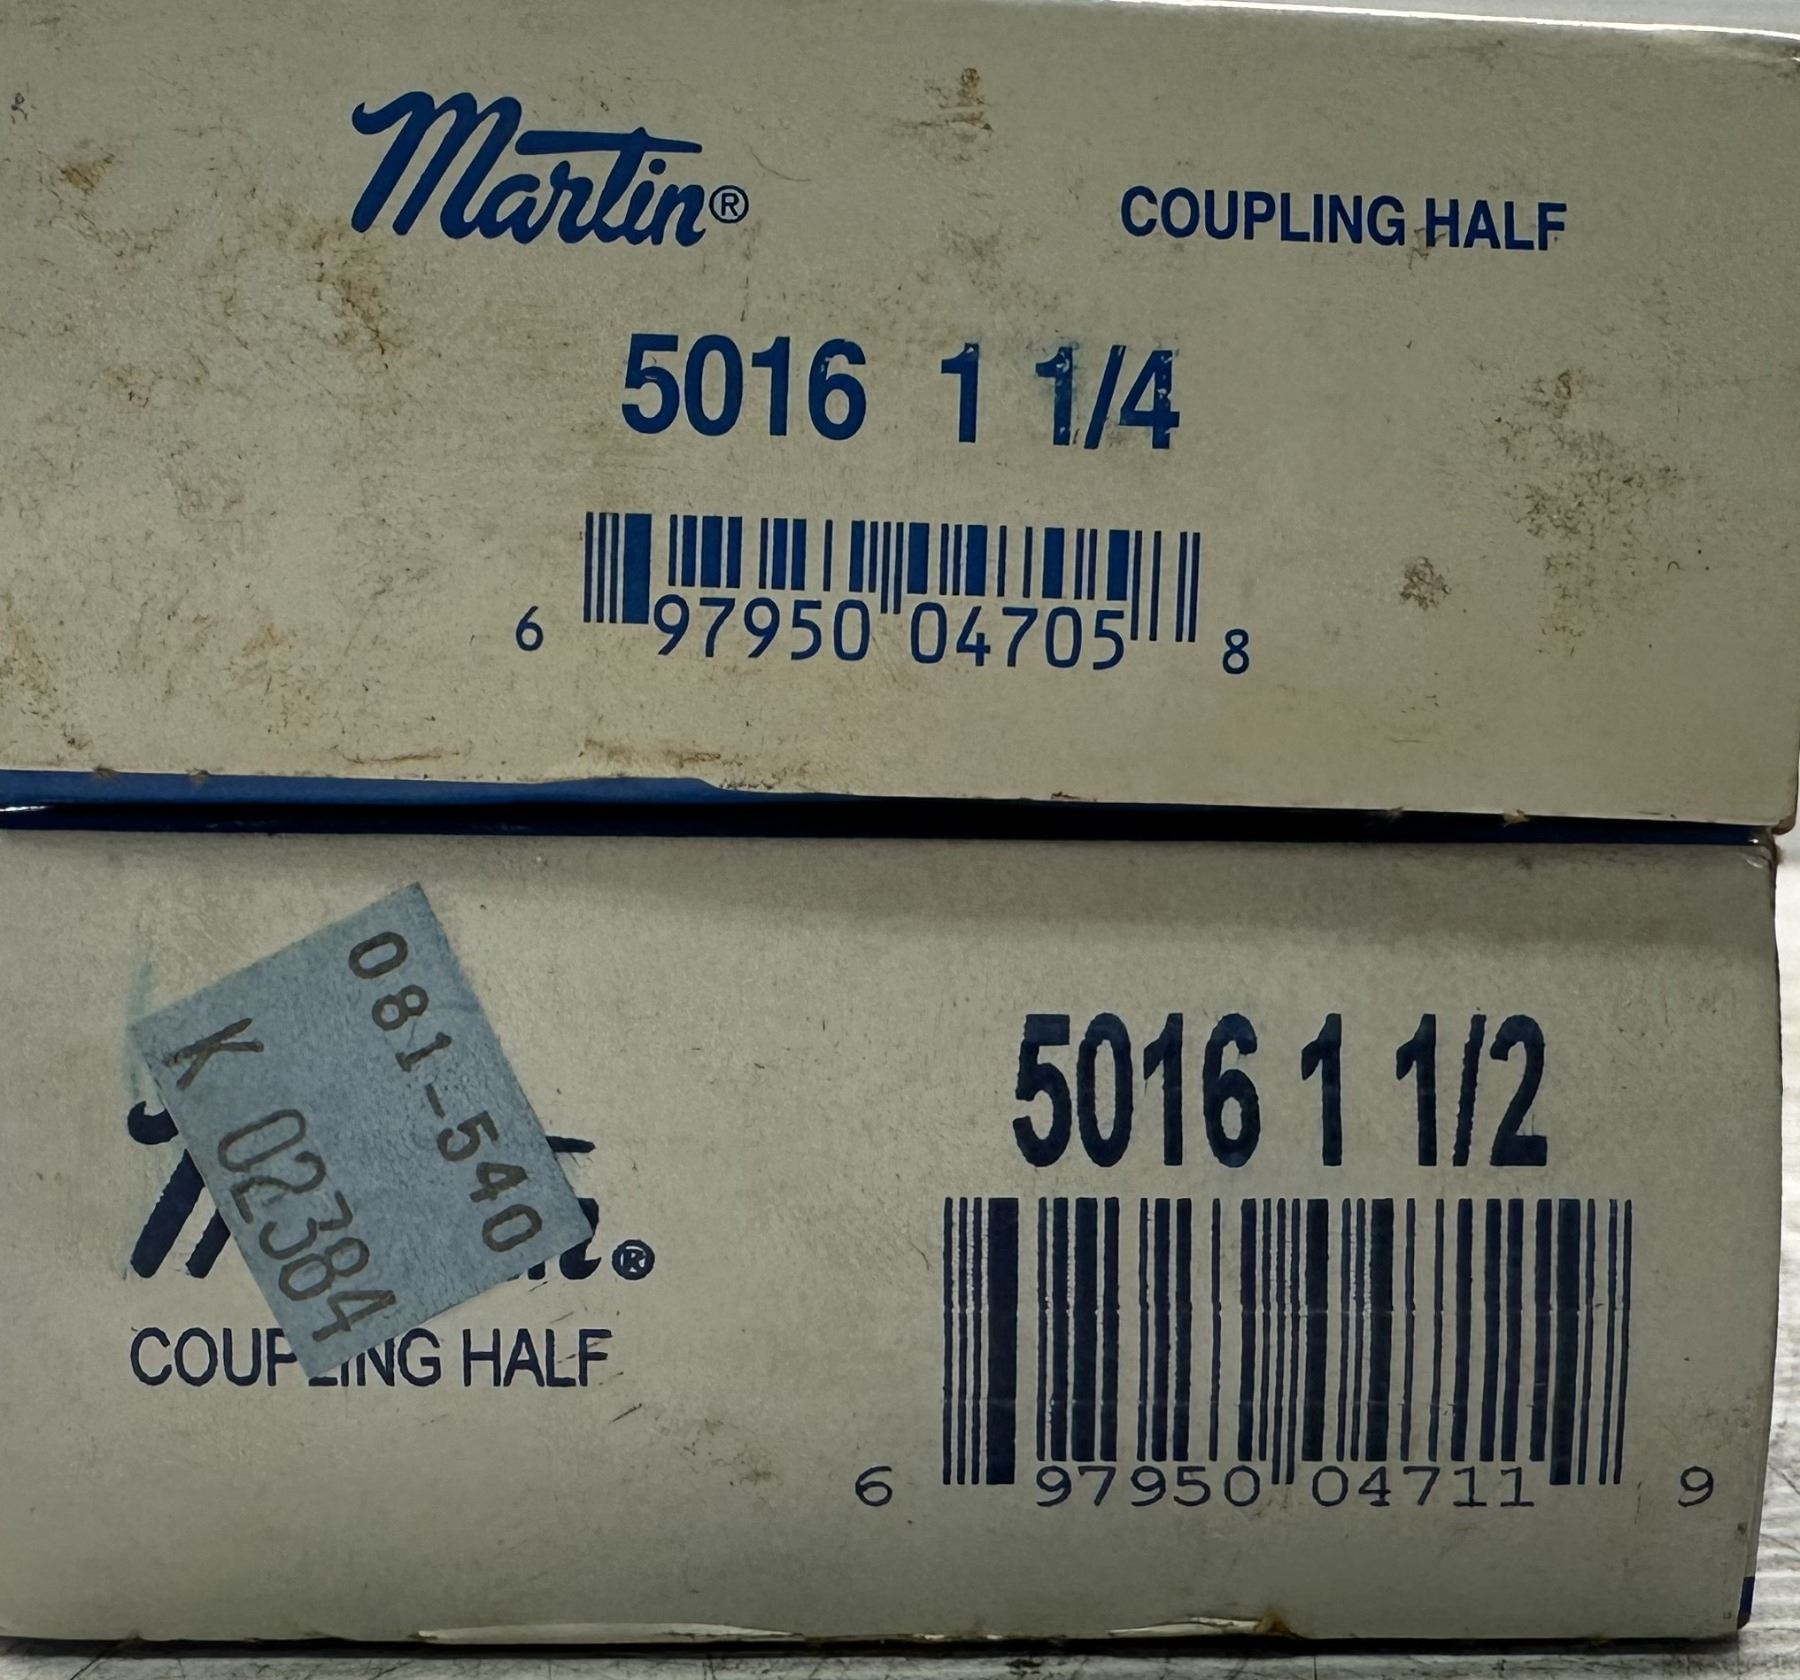 Martin®
COUPLING HALF
5016 1 1/4
6 97950 04705 8
081-540
K 02384
®
COUPLING HALF
5016 1 1/2
6 97950 04711 9